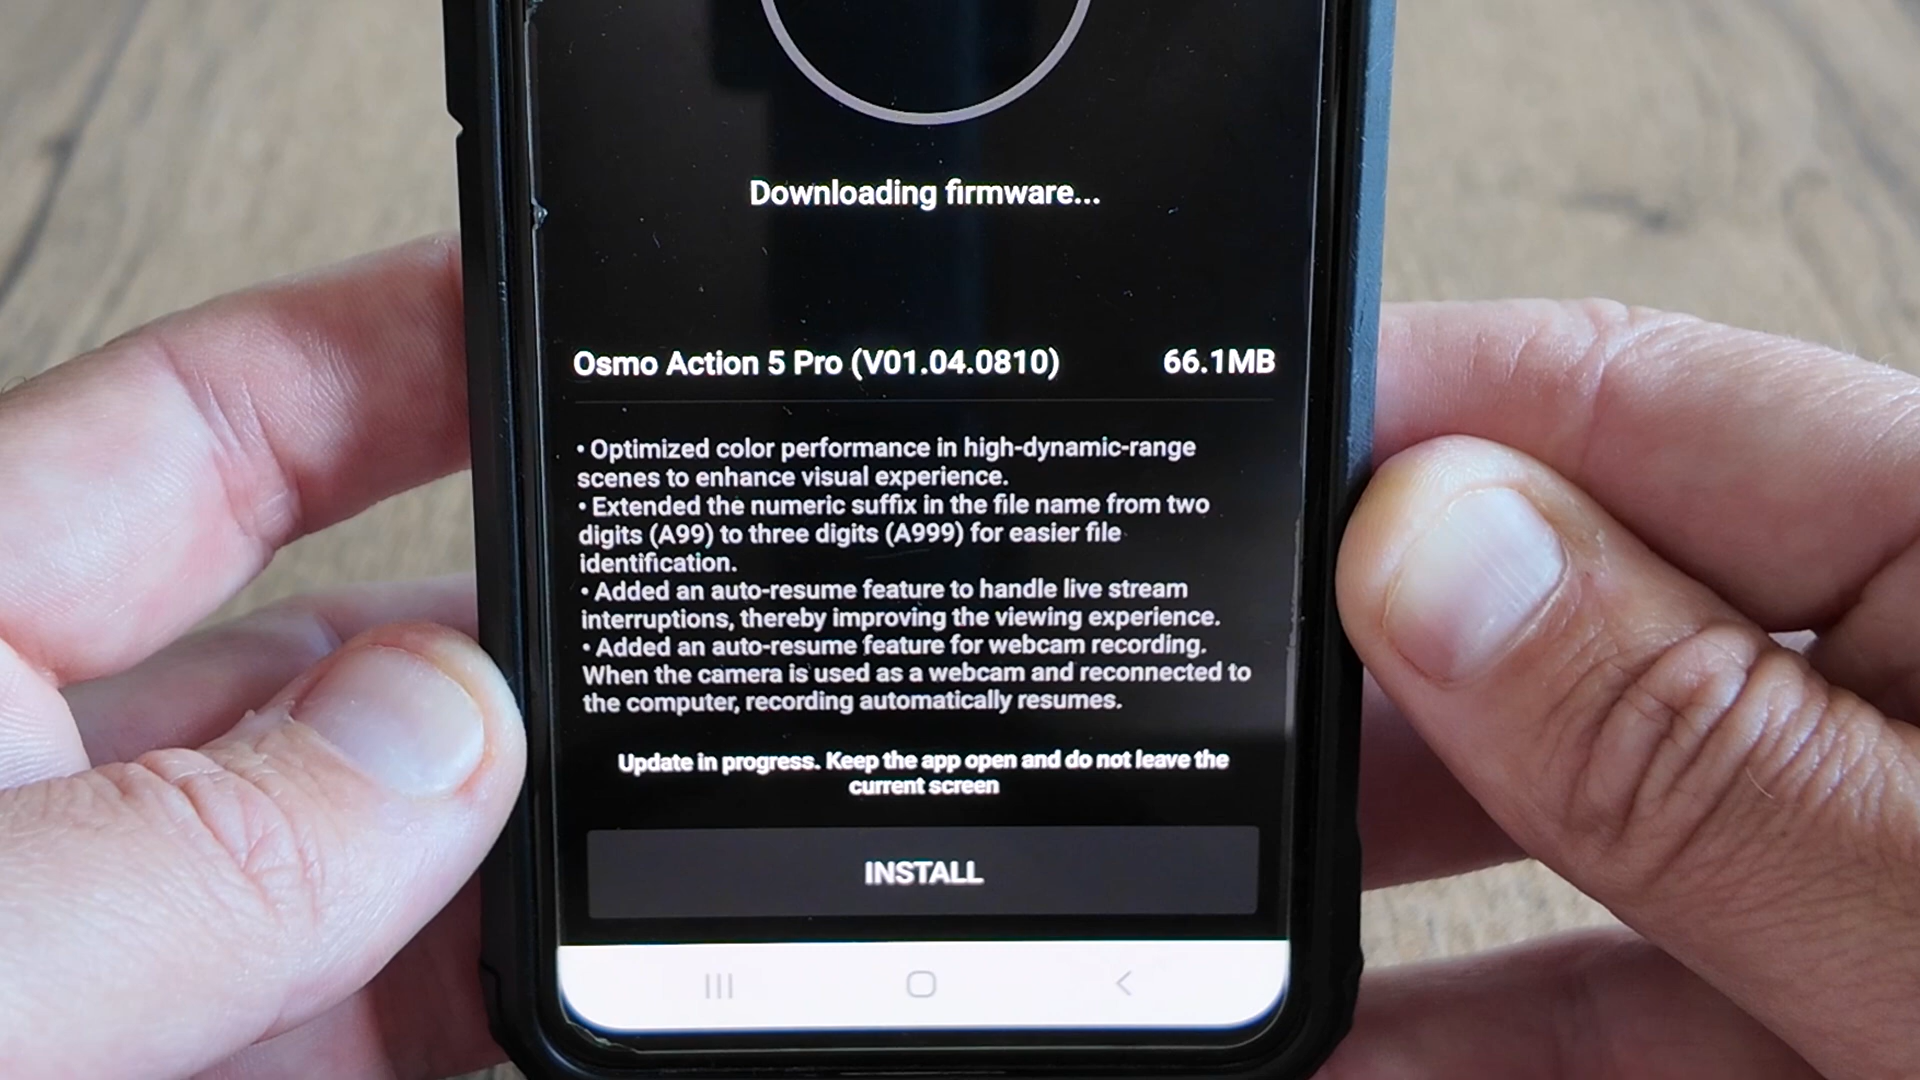 Downloading firmware...
Osmo Action 5 Pro (V01.04.0810) 66.1MB
• Optimized color performance in high-dynamic-range
scenes to enhance visual experience.
• Extended the numeric suffix in the file name from two
digits (A99) to three digits (A999) for easier file
identification.
• Added an auto-resume feature to handle live stream
interruptions, thereby improving the viewing experience.
• Added an auto-resume feature for webcam recording.
When the camera is used as a webcam and reconnected to
the computer, recording automatically resumes.
Update in progress. Keep the app open and do not leave the
current screen
INSTALL